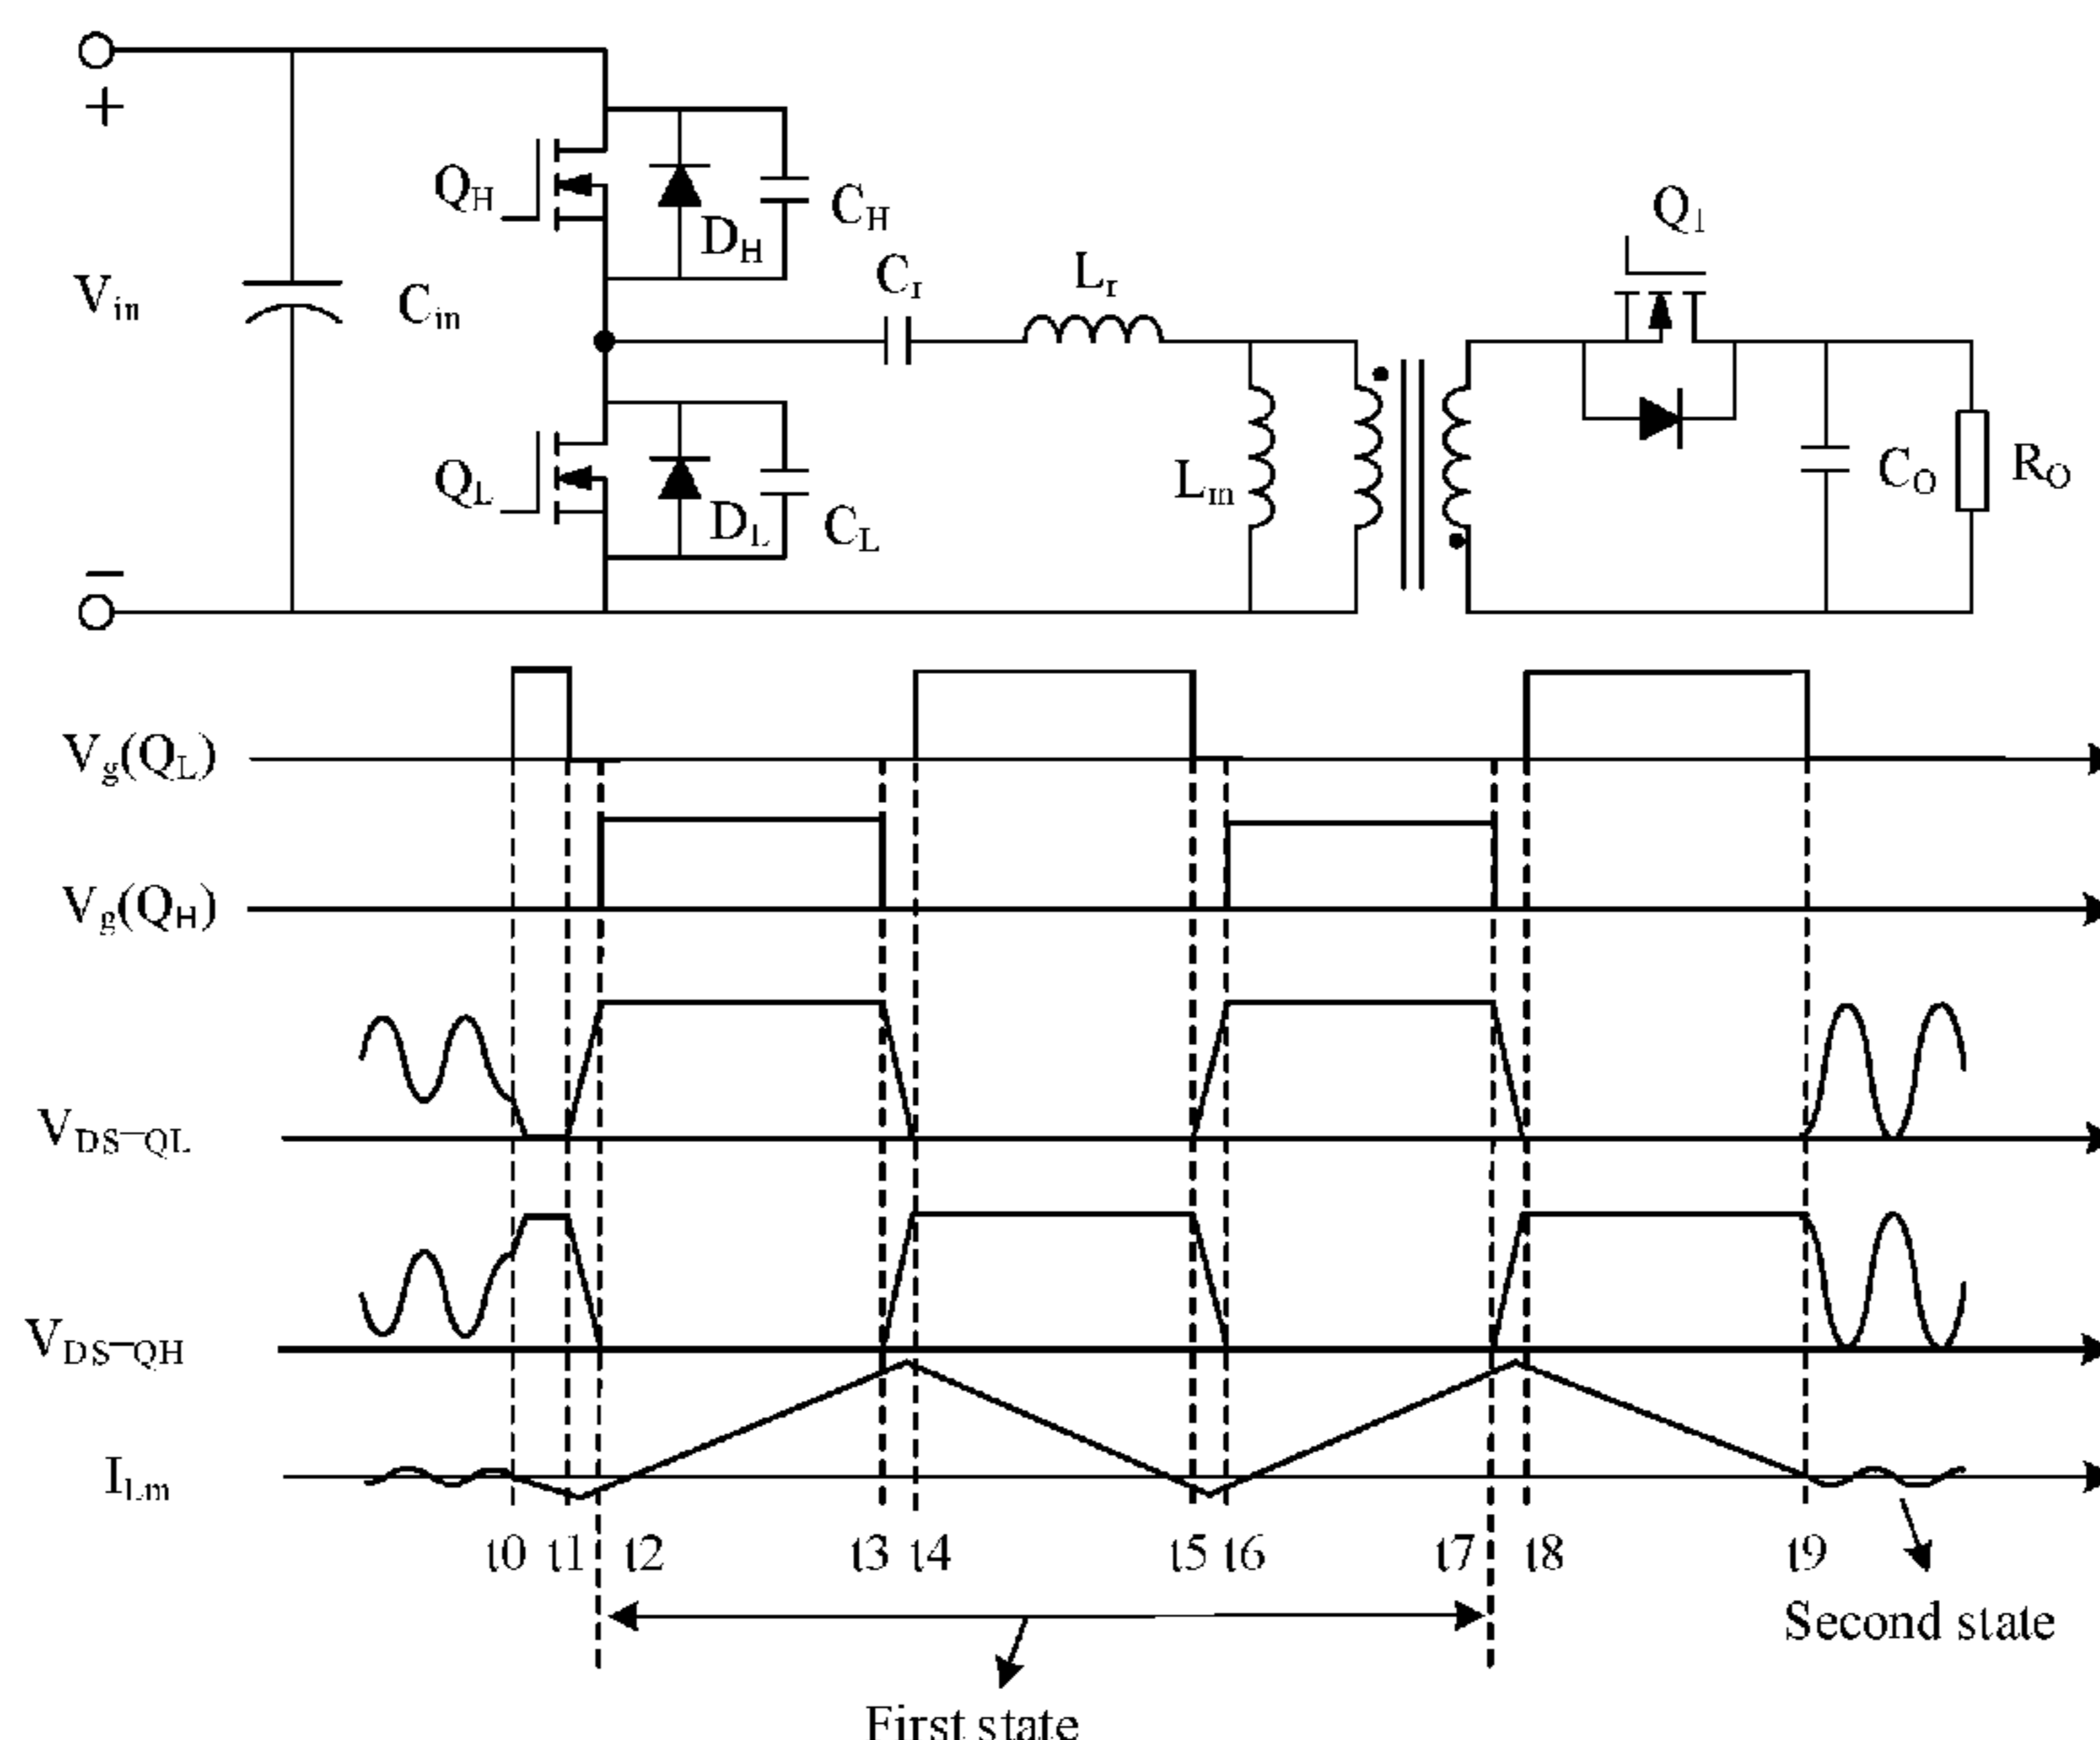 +
Vin
−
Cin
QH
DH
CH
QL
DL
CL
Cr
Lr
Lm
Q1
CO
RO
Vg(QL)
Vg(QH)
VDS−QL
VDS−QH
ILm
t0 t1 t2 t3 t4 t5 t6 t7 t8 t9
Second state
First state